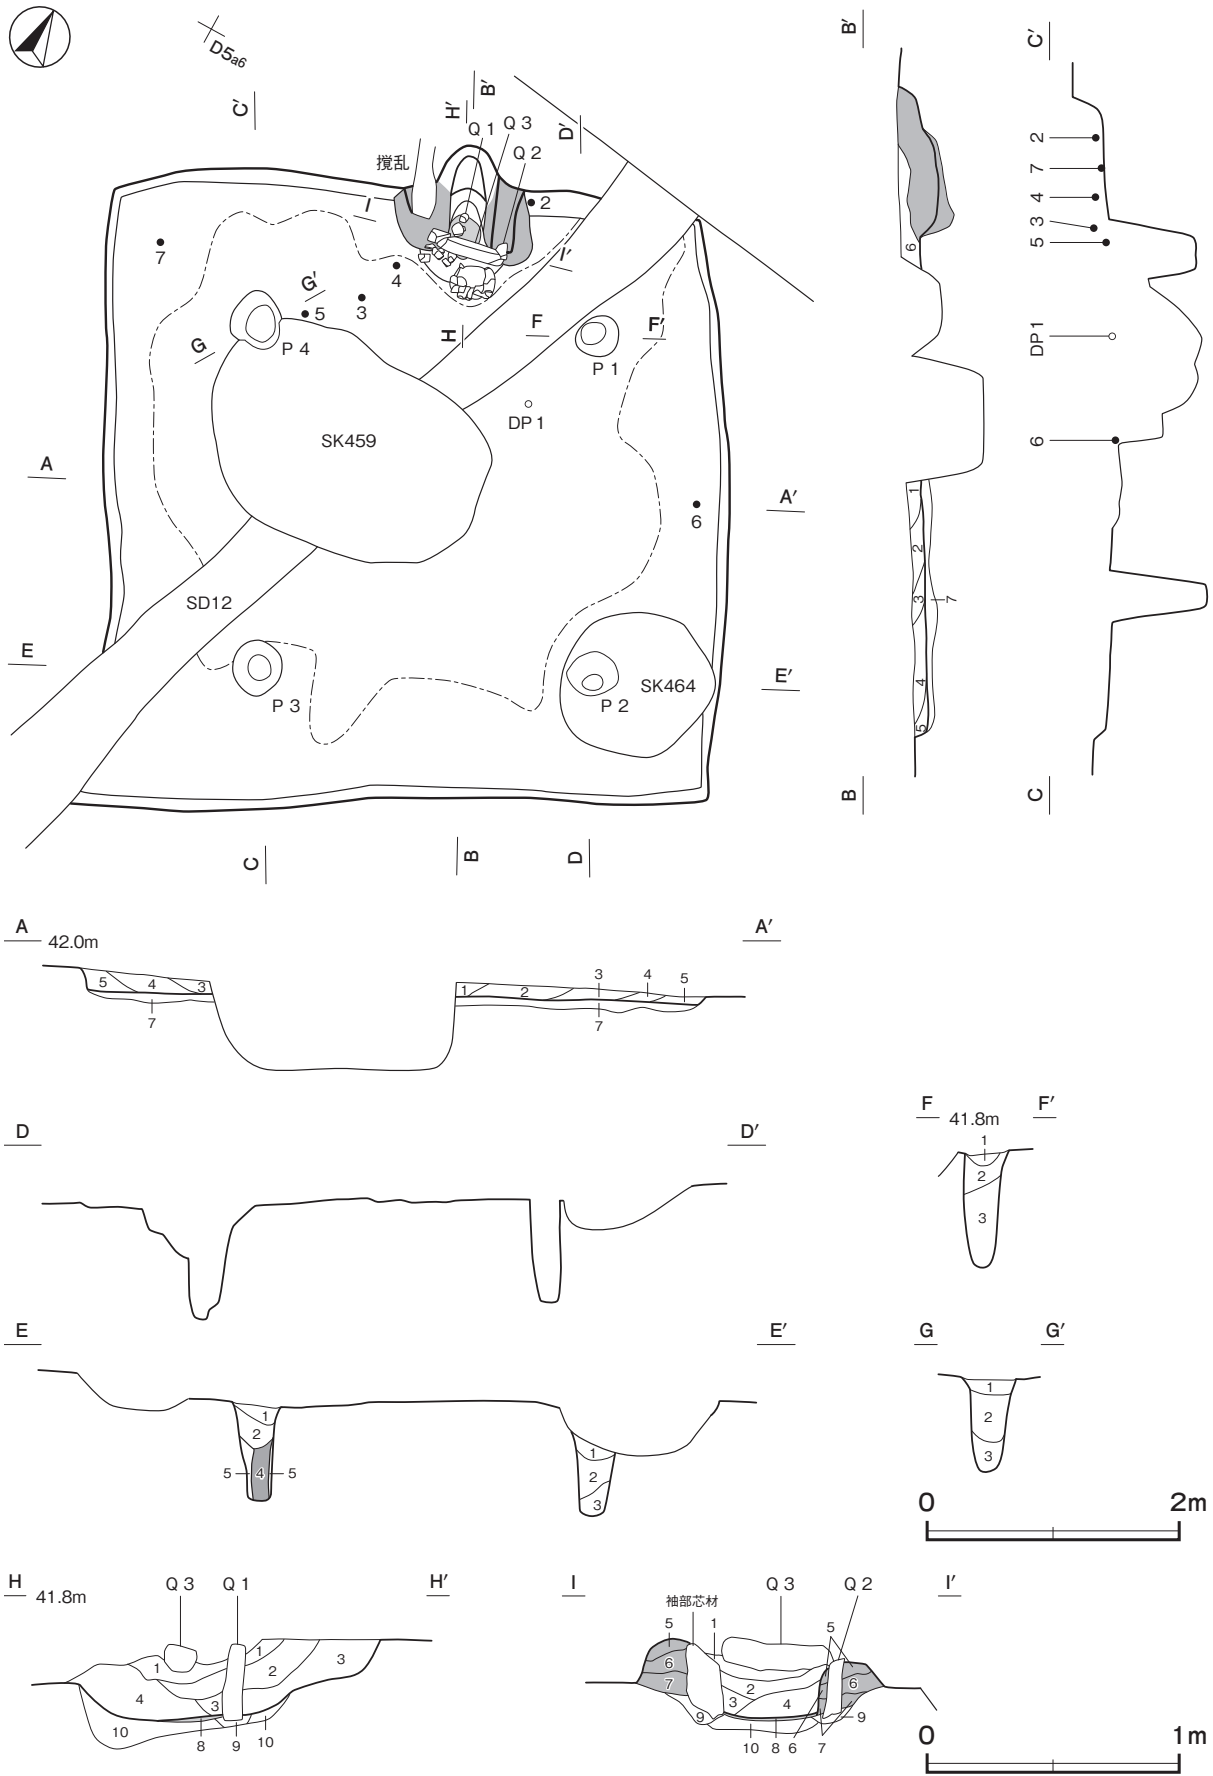 D5a6
B′
C′
C′
B′
H′
Q 1
Q 3
Q 2
D′
撹乱
I
2
7
4
G′
3
5
I′
G
P 4
H
F
F′
P 1
DP 1
SK459
A
A′
6
SD12
E
E′
P 3
P 2
SK464
C
B
D
6
1
2
3
7
4
5
B
2
7
4
3
5
DP 1
6
C
A
42.0m
A′
5
4
3
7
1
2
3
4
5
7
D
D′
F
41.8m
F′
1
2
3
E
E′
1
2
5
4
5
1
2
3
G
G′
1
2
3
0
2m
H
41.8m
Q 3
Q 1
H′
1
1
2
3
4
3
10
8
9
10
I
袖部芯材
Q 3
Q 2
I′
5
1
5
6
7
2
3
4
6
9
9
10
8
6
7
0
1m